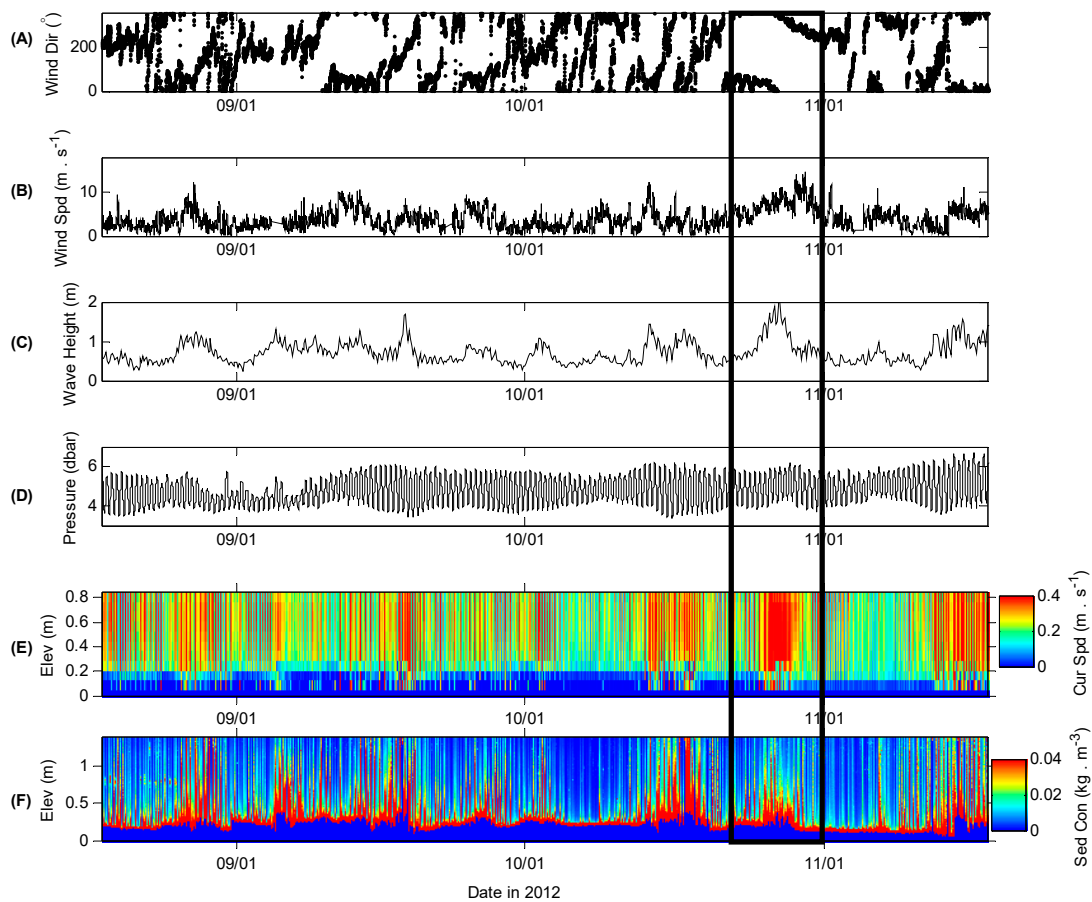 (A)
Wind Dir (°)
200
0
09/01
10/01
11/01
(B)
Wind Spd (m . s⁻¹)
10
0
09/01
10/01
11/01
(C)
Wave Height (m)
2
1
0
09/01
10/01
11/01
(D)
Pressure (dbar)
6
4
09/01
10/01
11/01
(E)
Elev (m)
0.8
0.6
0.4
0.2
0
09/01
10/01
11/01
0.4
0.2
0
Cur Spd (m . s⁻¹)
(F)
Elev (m)
1
0.5
0
09/01
10/01
11/01
0.04
0.02
0
Sed Con (kg . m⁻³)
Date in 2012